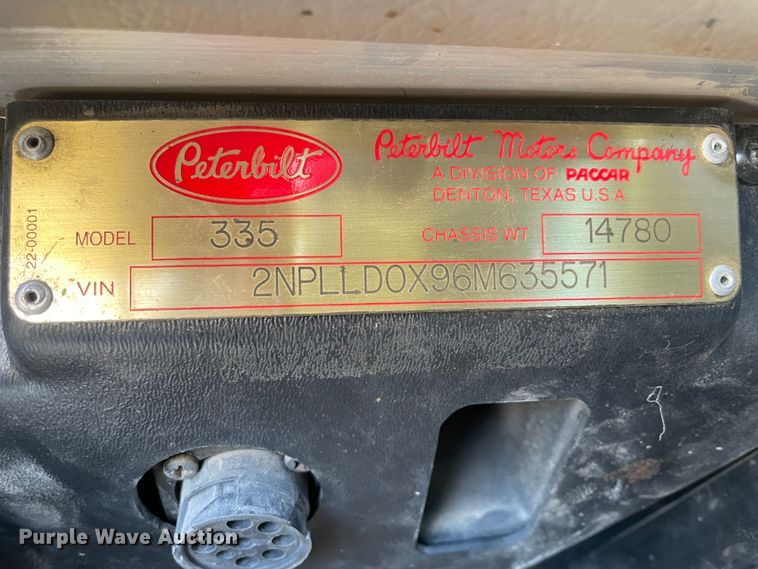 Peterbilt
Peterbilt Motors Company
A DIVISION OF PACCAR
DENTON, TEXAS U.S.A.
22-00001
MODEL 335
CHASSIS WT 14780
VIN 2NPLLD0X96M635571
Purple Wave Auction